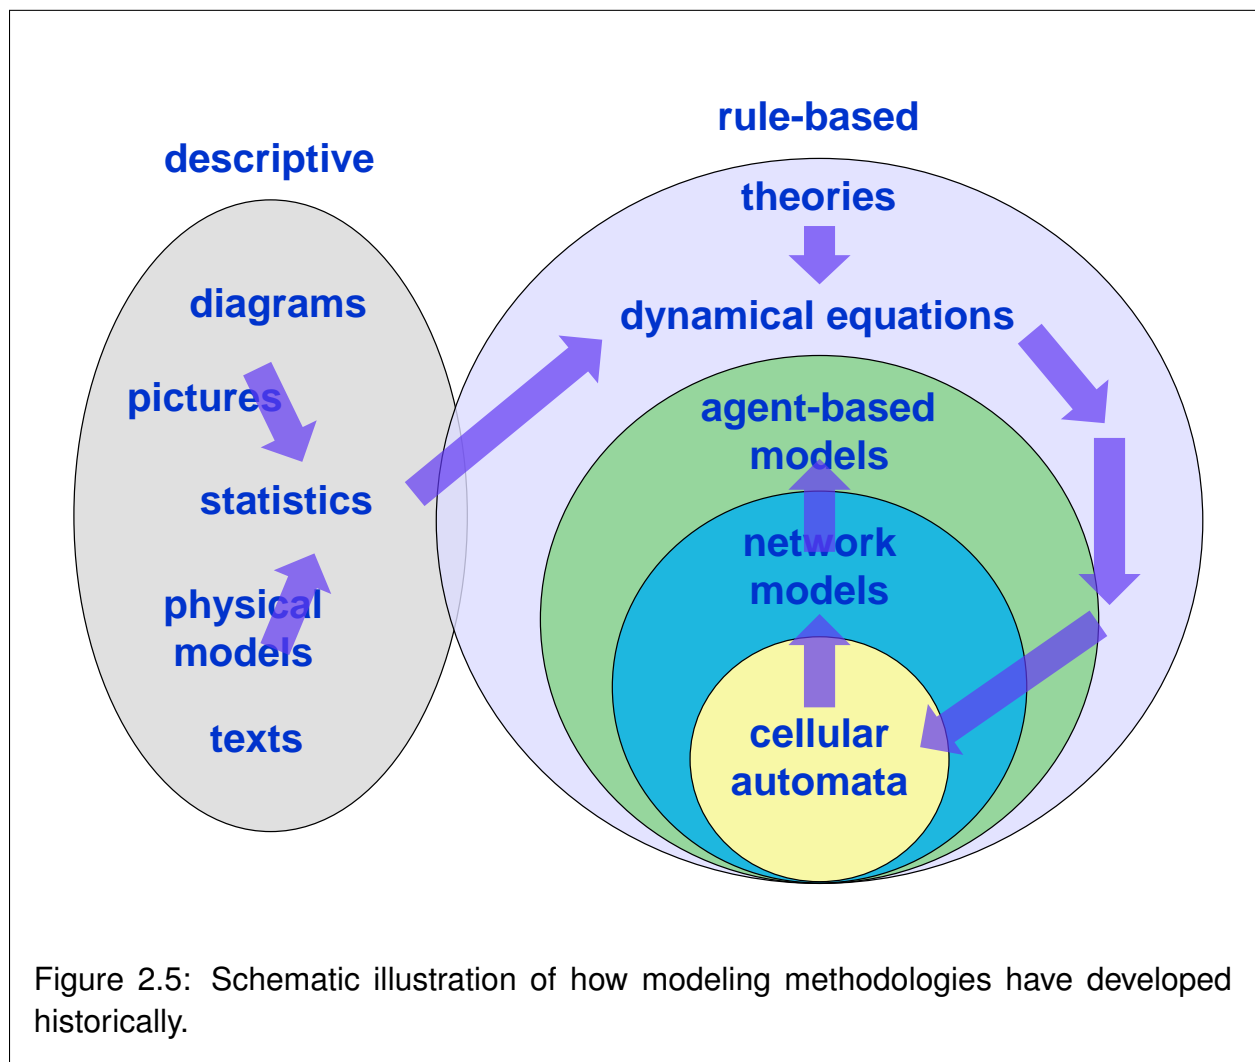 rule-based
descriptive
theories
diagrams
dynamical equations
pictures
agent-based
models
statistics
network
models
physical
models
texts
cellular
automata
Figure 2.5: Schematic illustration of how modeling methodologies have developed
historically.